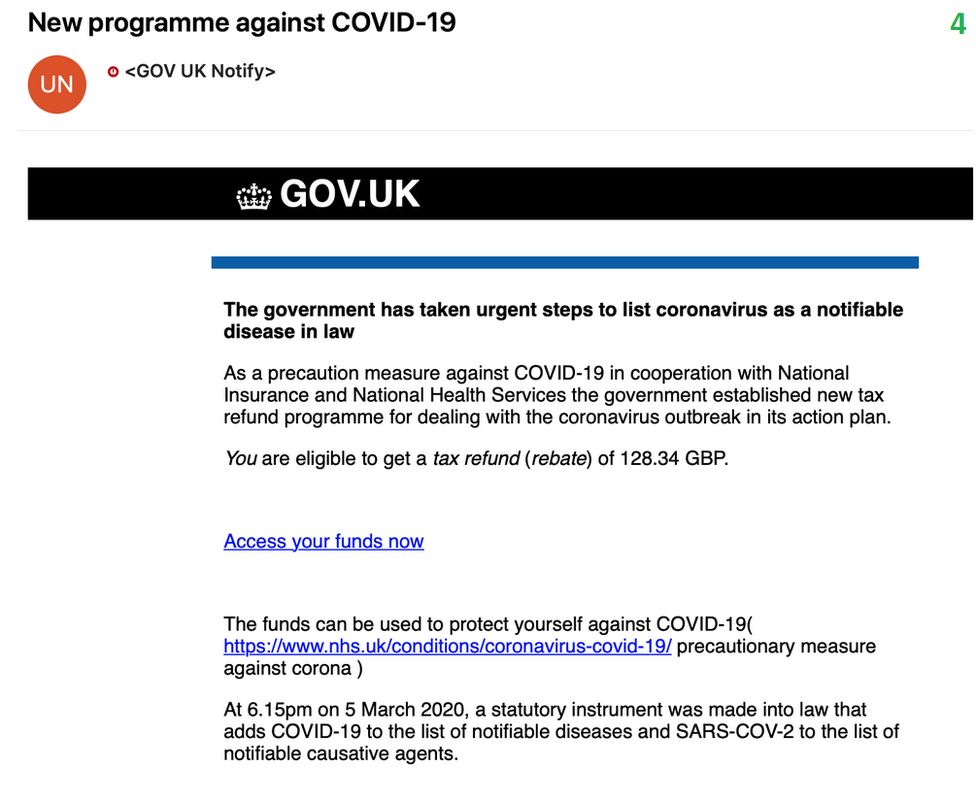 New programme against COVID-19
4
UN
<GOV UK Notify>
GOV.UK
The government has taken urgent steps to list coronavirus as a notifiable
disease in law
As a precaution measure against COVID-19 in cooperation with National
Insurance and National Health Services the government established new tax
refund programme for dealing with the coronavirus outbreak in its action plan.
You are eligible to get a tax refund (rebate) of 128.34 GBP.
Access your funds now
The funds can be used to protect yourself against COVID-19(
https://www.nhs.uk/conditions/coronavirus-covid-19/ precautionary measure
against corona )
At 6.15pm on 5 March 2020, a statutory instrument was made into law that
adds COVID-19 to the list of notifiable diseases and SARS-COV-2 to the list of
notifiable causative agents.